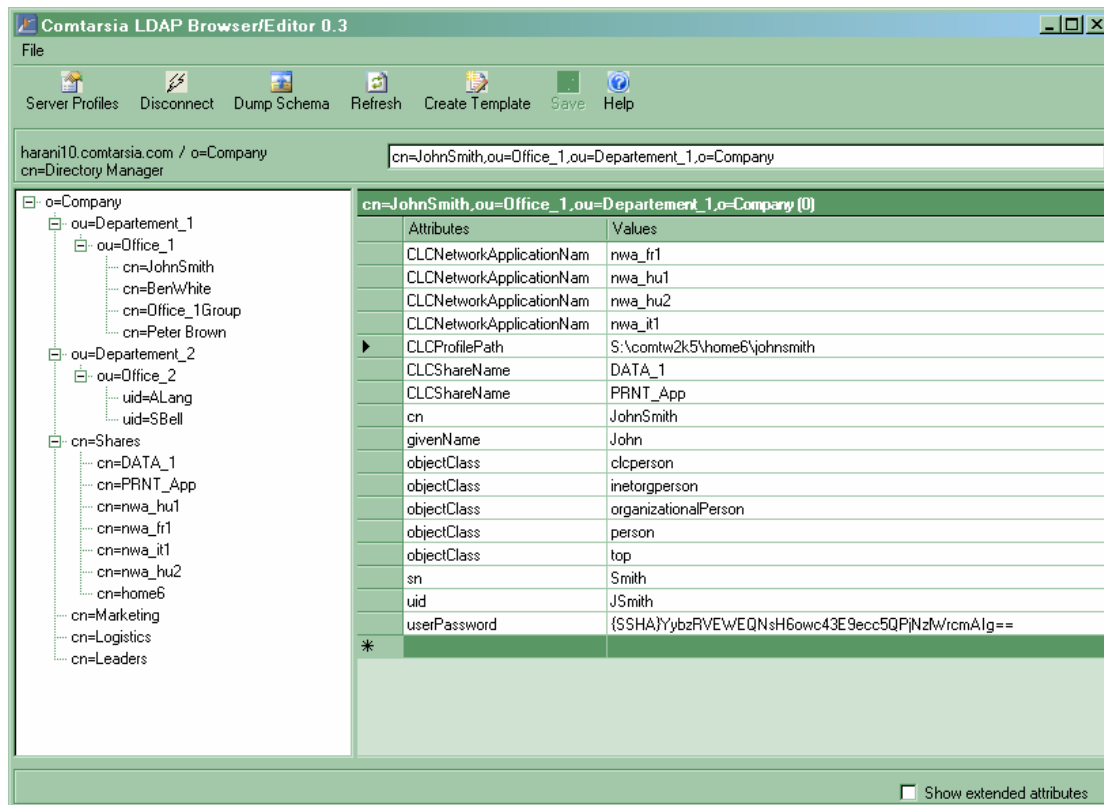 Comtarsia LDAP Browser/Editor 0.3
File
Server Profiles Disconnect Dump Schema Refresh Create Template Save Help
harani10.comtarsia.com / o=Company
cn=Directory Manager
cn=JohnSmith,ou=Office_1,ou=Departement_1,o=Company
o=Company
ou=Departement_1
ou=Office_1
cn=JohnSmith
cn=BenWhite
cn=Office_1Group
cn=Peter Brown
ou=Departement_2
ou=Office_2
uid=ALang
uid=SBell
cn=Shares
cn=DATA_1
cn=PRNT_App
cn=nwa_hu1
cn=nwa_fr1
cn=nwa_it1
cn=nwa_hu2
cn=home6
cn=Marketing
cn=Logistics
cn=Leaders
cn=JohnSmith,ou=Office_1,ou=Departement_1,o=Company (0)
Attributes Values
CLCNetworkApplicationNam nwa_fr1
CLCNetworkApplicationNam nwa_hu1
CLCNetworkApplicationNam nwa_hu2
CLCNetworkApplicationNam nwa_it1
CLCProfilePath S:\comtw2k5\home6\johnsmith
CLCShareName DATA_1
CLCShareName PRNT_App
cn JohnSmith
givenName John
objectClass clcperson
objectClass inetorgperson
objectClass organizationalPerson
objectClass person
objectClass top
sn Smith
uid JSmith
userPassword {SSHA}YybzRVEWEQNsH6owc43E9ecc5QPjNzlWrcmAIg==
Show extended attributes